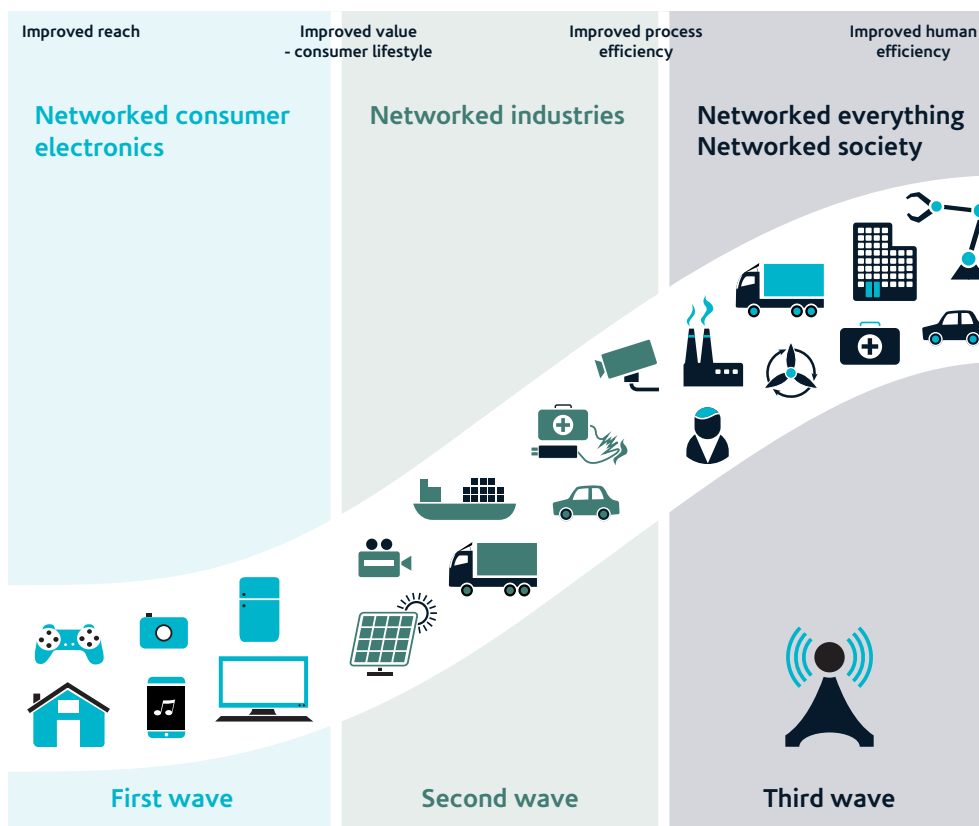 Improved reach
Improved value
- consumer lifestyle
Improved process
efficiency
Improved human
efficiency
Networked consumer
electronics
Networked industries
Networked everything
Networked society
First wave
Second wave
Third wave